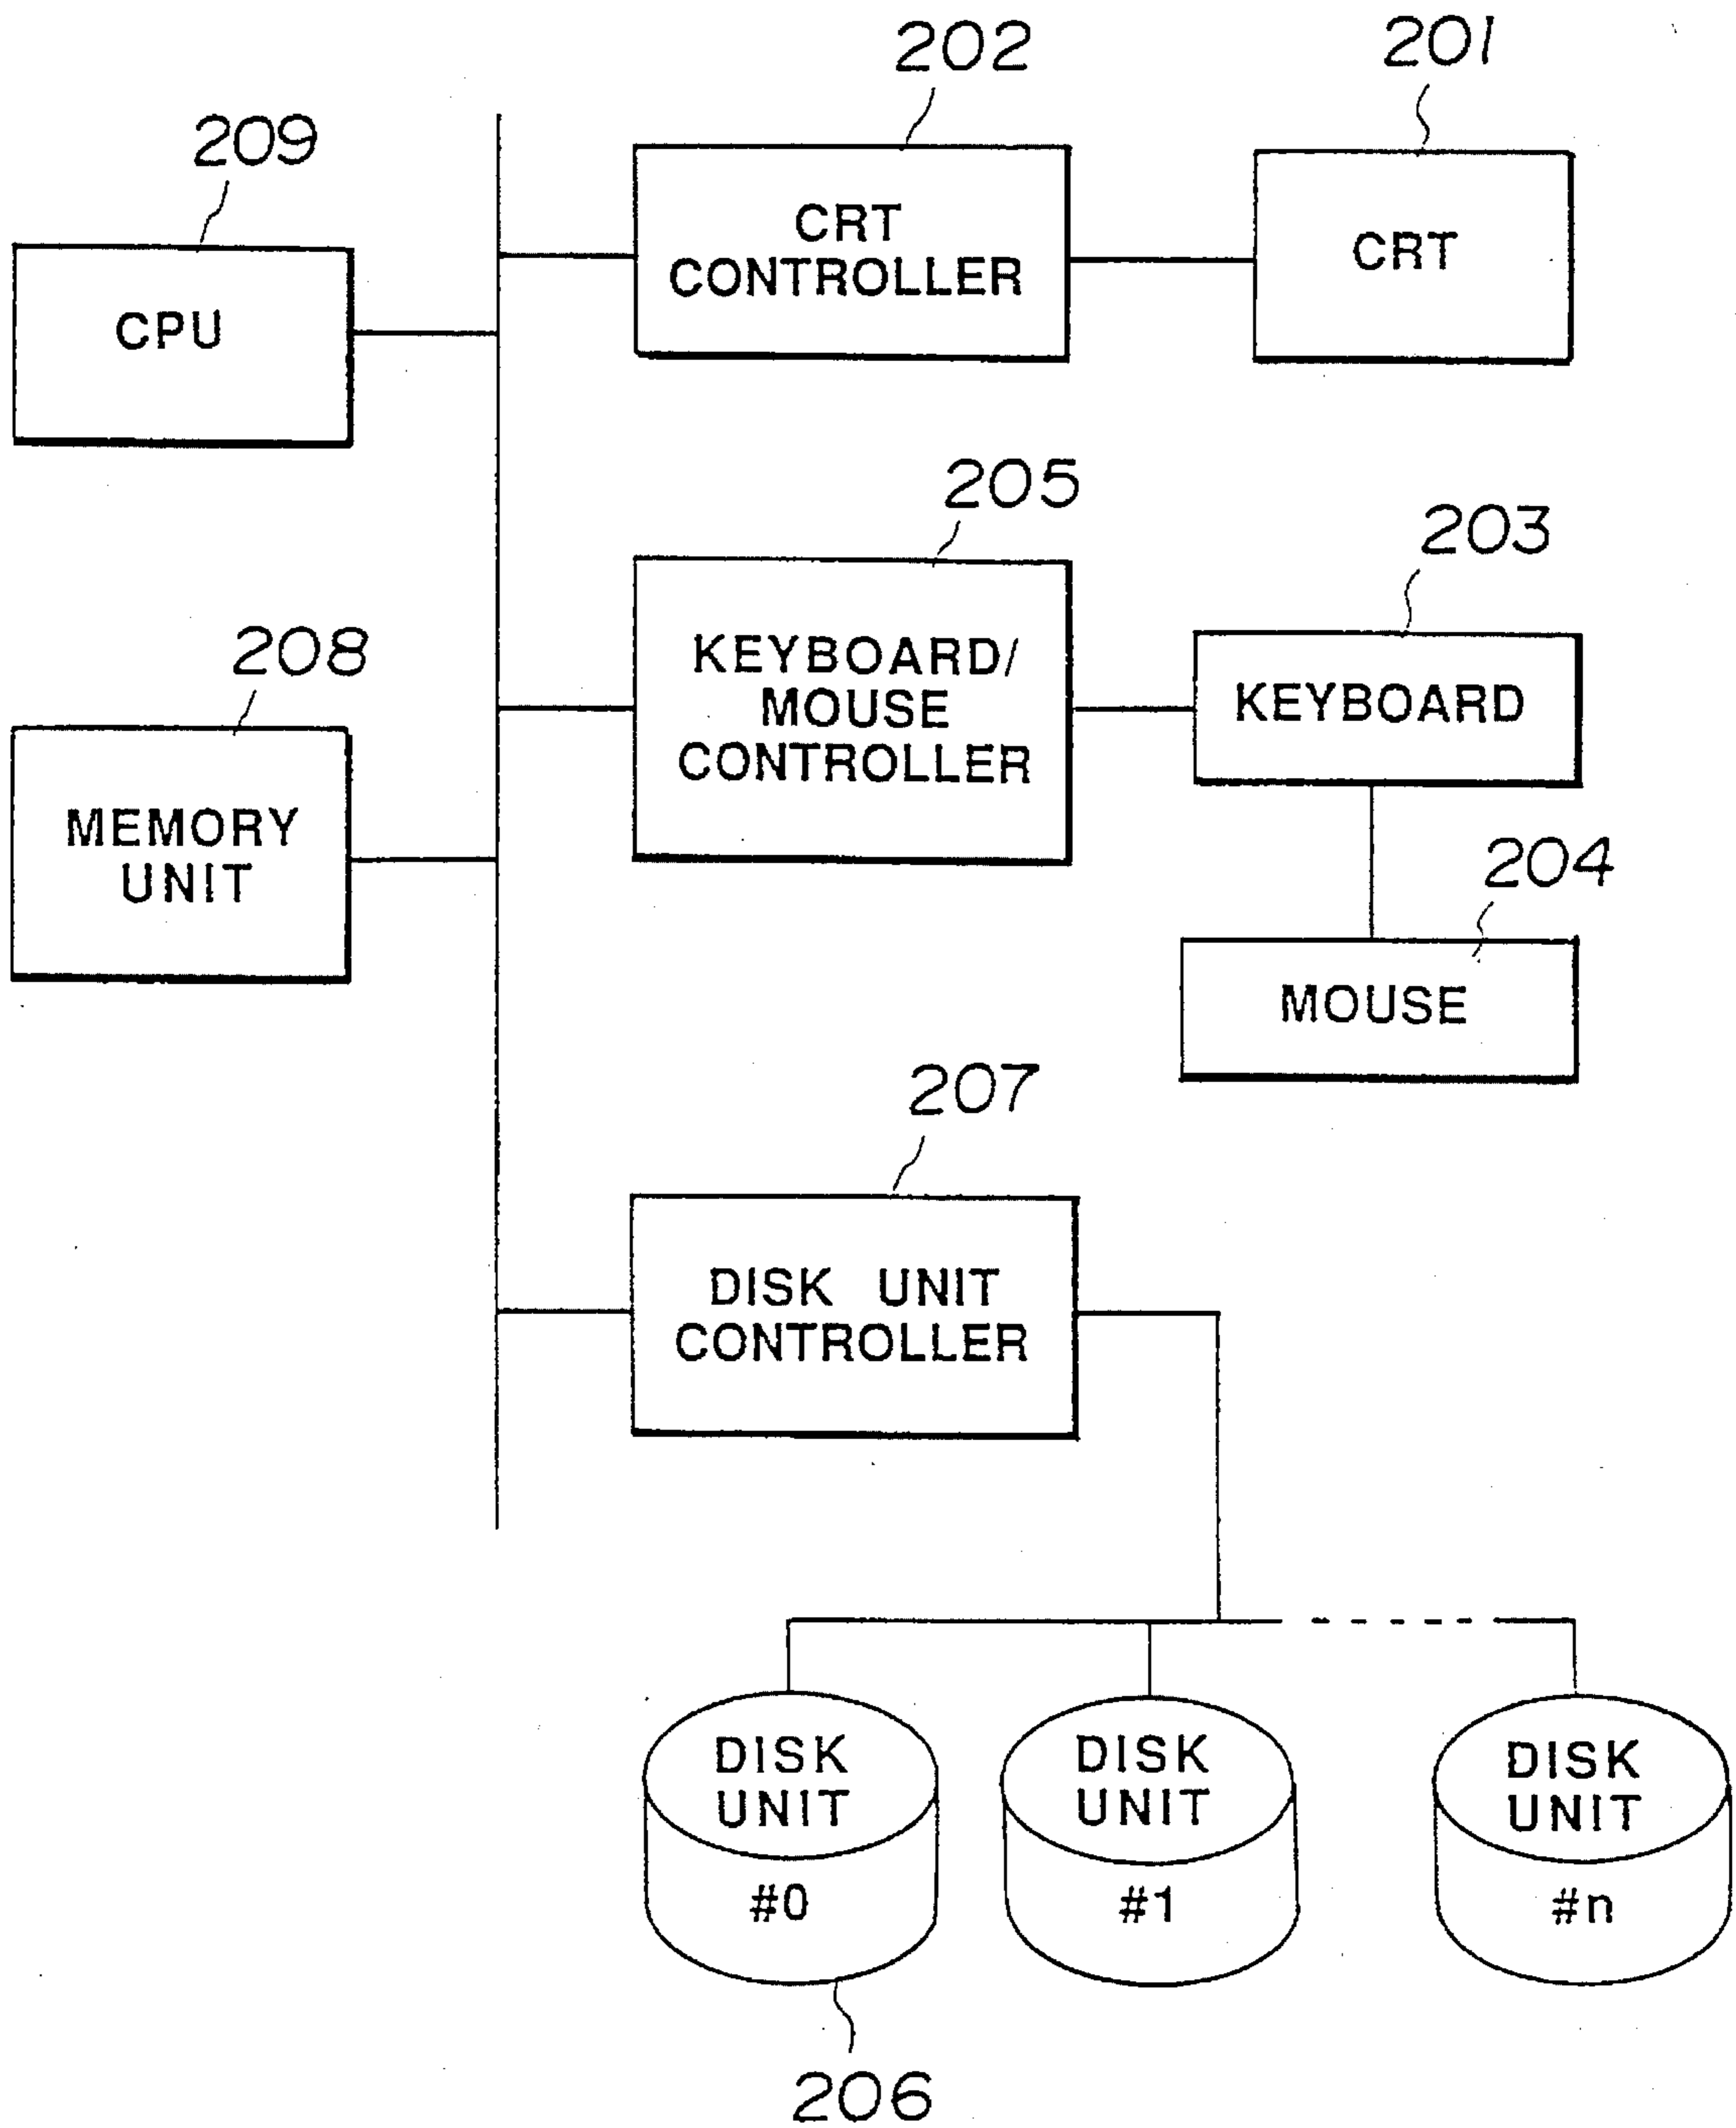 202
201
209
CRT
CONTROLLER
CRT
CPU
205
203
208
KEYBOARD/
MOUSE
CONTROLLER
KEYBOARD
MEMORY
UNIT
204
MOUSE
207
DISK UNIT
CONTROLLER
DISK
UNIT
#0
DISK
UNIT
#1
DISK
UNIT
#n
206